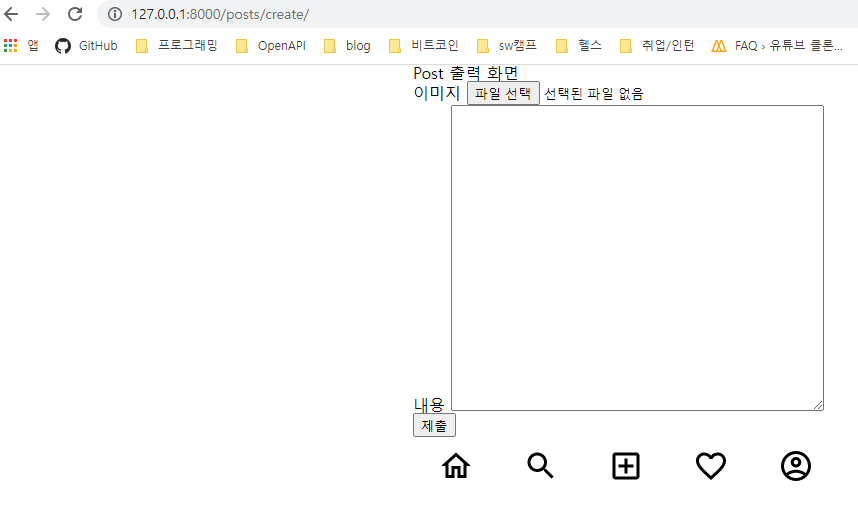 127.0.0.1:8000/posts/create/
앱 GitHub 프로그래밍 OpenAPI blog 비트코인 sw캠프 헬스 취업/인턴 FAQ › 유튜브 클론...
Post 출력 화면
이미지 파일 선택 선택된 파일 없음
내용
제출